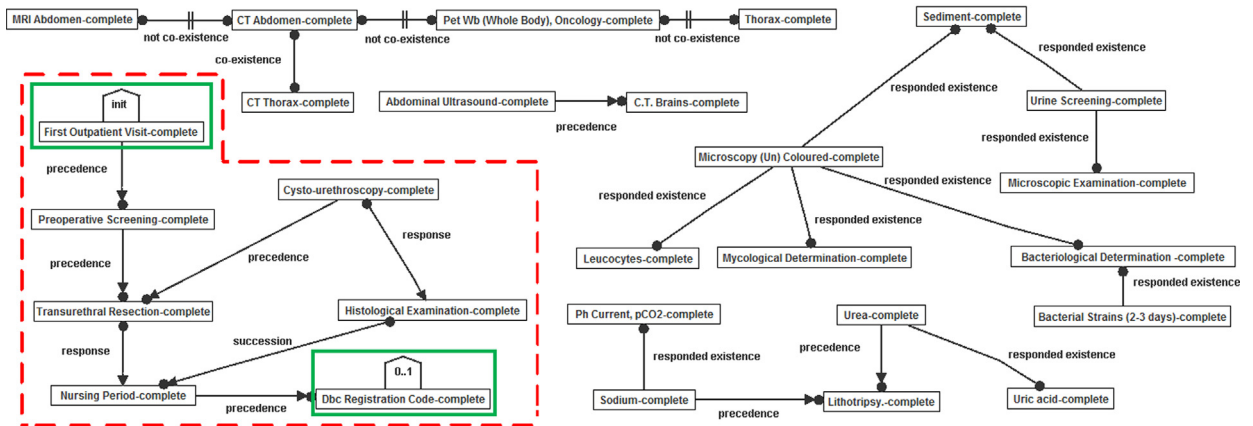 MRI Abdomen-complete
CT Abdomen-complete
Pet Wb (Whole Body), Oncology-complete
Thorax-complete
Sediment-complete
not co-existence
not co-existence
not co-existence
responded existence
co-existence
responded existence
CT Thorax-complete
Abdominal Ultrasound-complete
C.T. Brains-complete
Urine Screening-complete
init
First Outpatient Visit-complete
precedence
responded existence
Microscopy (Un) Coloured-complete
precedence
Cysto-urethroscopy-complete
responded existence
responded existence
Microscopic Examination-complete
Preoperative Screening-complete
responded existence
response
precedence
precedence
Leucocytes-complete
Mycological Determination-complete
Bacteriological Determination -complete
responded existence
Transurethral Resection-complete
Histological Examination-complete
Ph Current, pCO2-complete
Urea-complete
Bacterial Strains (2-3 days)-complete
response
succession
precedence
responded existence
responded existence
0..1
Nursing Period-complete
precedence
Dbc Registration Code-complete
Sodium-complete
precedence
Lithotripsy.-complete
Uric acid-complete